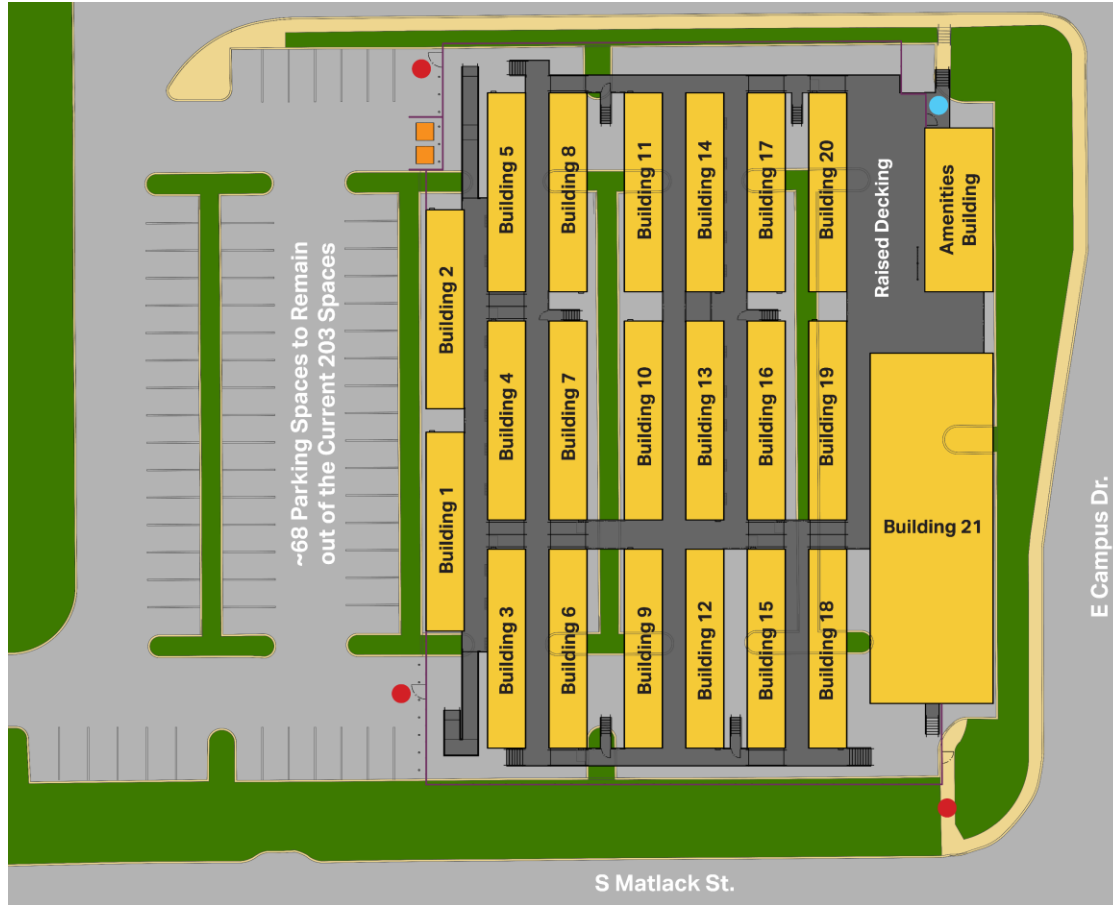 ~68 Parking Spaces to Remain
out of the Current 203 Spaces
Building 1
Building 2
Building 3
Building 4
Building 5
Building 6
Building 7
Building 8
Building 9
Building 10
Building 11
Building 12
Building 13
Building 14
Building 15
Building 16
Building 17
Building 18
Building 19
Building 20
Raised Decking
Amenities
Building
Building 21
E Campus Dr.
S Matlack St.